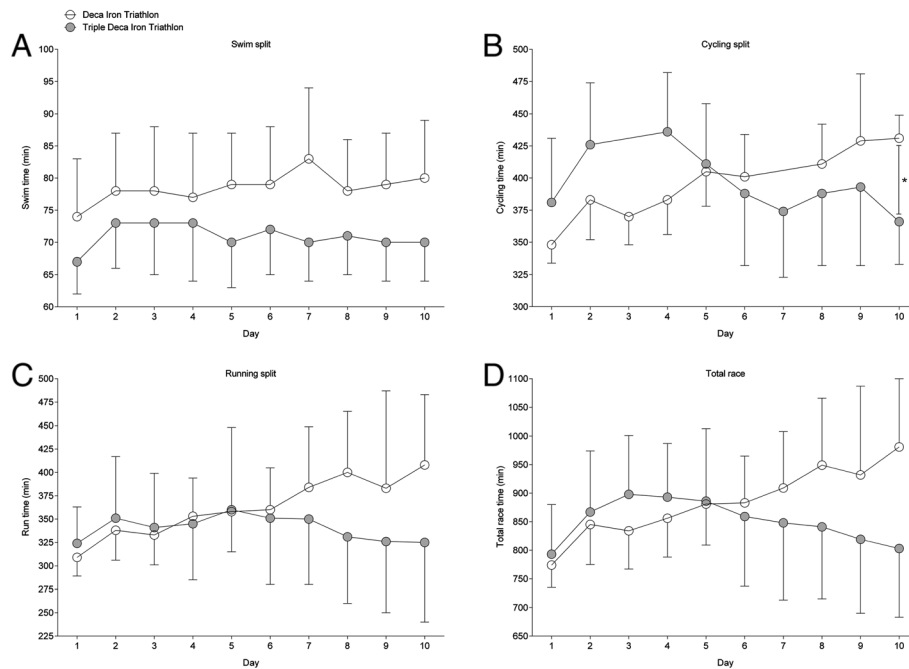 Deca Iron Triathlon
Triple Deca Iron Triathlon
A
Swim split
100
95
90
85
80
75
70
65
60
Swim time (min)
1 2 3 4 5 6 7 8 9 10
Day
B
Cycling split
500
475
450
425
400
375
350
325
300
Cycling time (min)
*
1 2 3 4 5 6 7 8 9 10
Day
C
Running split
500
475
450
425
400
375
350
325
300
275
250
225
Run time (min)
1 2 3 4 5 6 7 8 9 10
Day
D
Total race
1100
1050
1000
950
900
850
800
750
700
650
Total race time (min)
1 2 3 4 5 6 7 8 9 10
Day